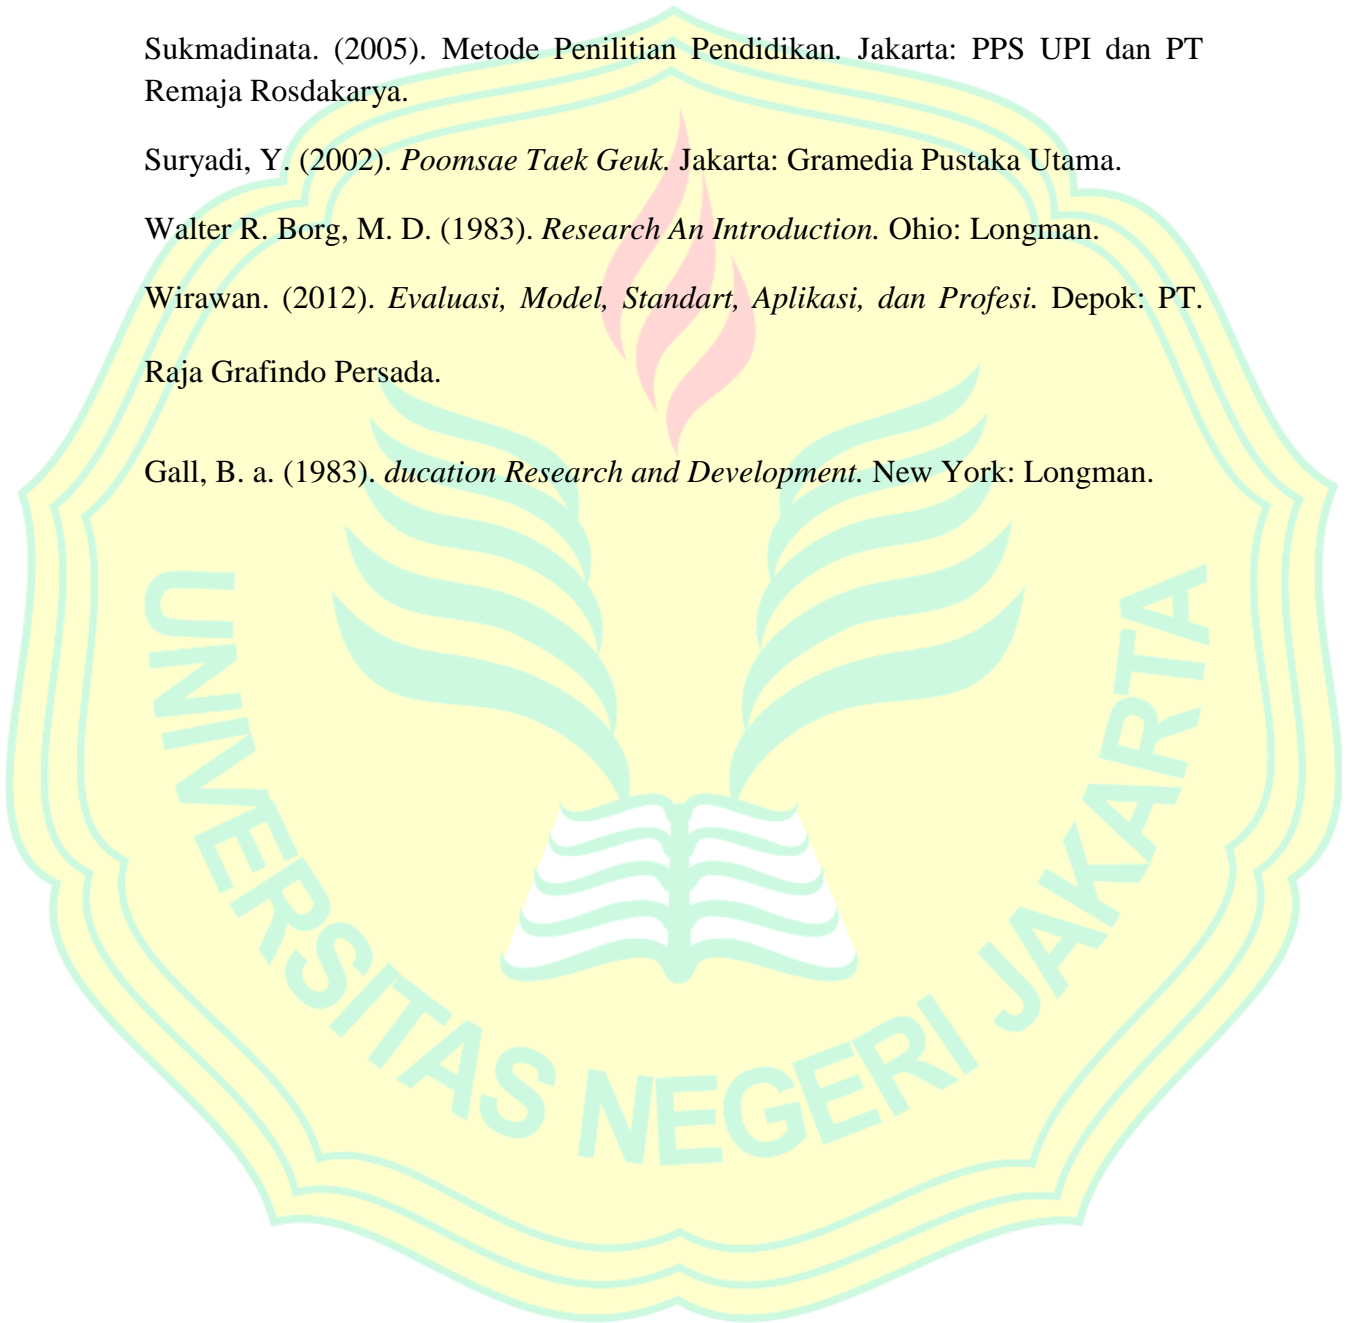 Sukmadinata. (2005). Metode Penilitian Pendidikan. Jakarta: PPS UPI dan PT
Remaja Rosdakarya.
Suryadi, Y. (2002). Poomsae Taek Geuk. Jakarta: Gramedia Pustaka Utama.
Walter R. Borg, M. D. (1983). Research An Introduction. Ohio: Longman.
Wirawan. (2012). Evaluasi, Model, Standart, Aplikasi, dan Profesi. Depok: PT.
Raja Grafindo Persada.
Gall, B. a. (1983). ducation Research and Development. New York: Longman.
UNIVERSITAS NEGERI JAKARTA